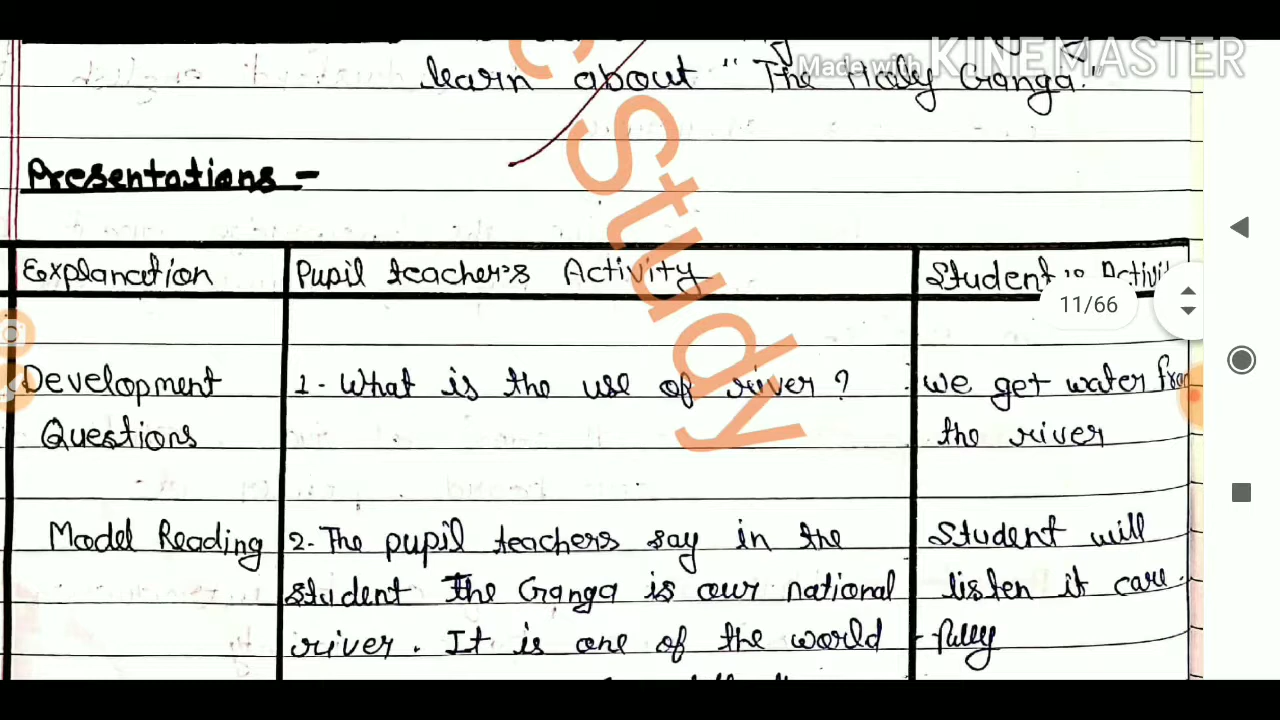 Made with KINEMASTER
learn about "The Holy Ganga."
Presentations -
Explanation Pupil teacher's Activity Student's Activit
11/66
Development 1- What is the use of river? We get water from
Questions the river
Model Reading 2- The pupil teachers say in the Student will
student The Ganga is our national listen it care-
river. It is one of the world -fully
Study